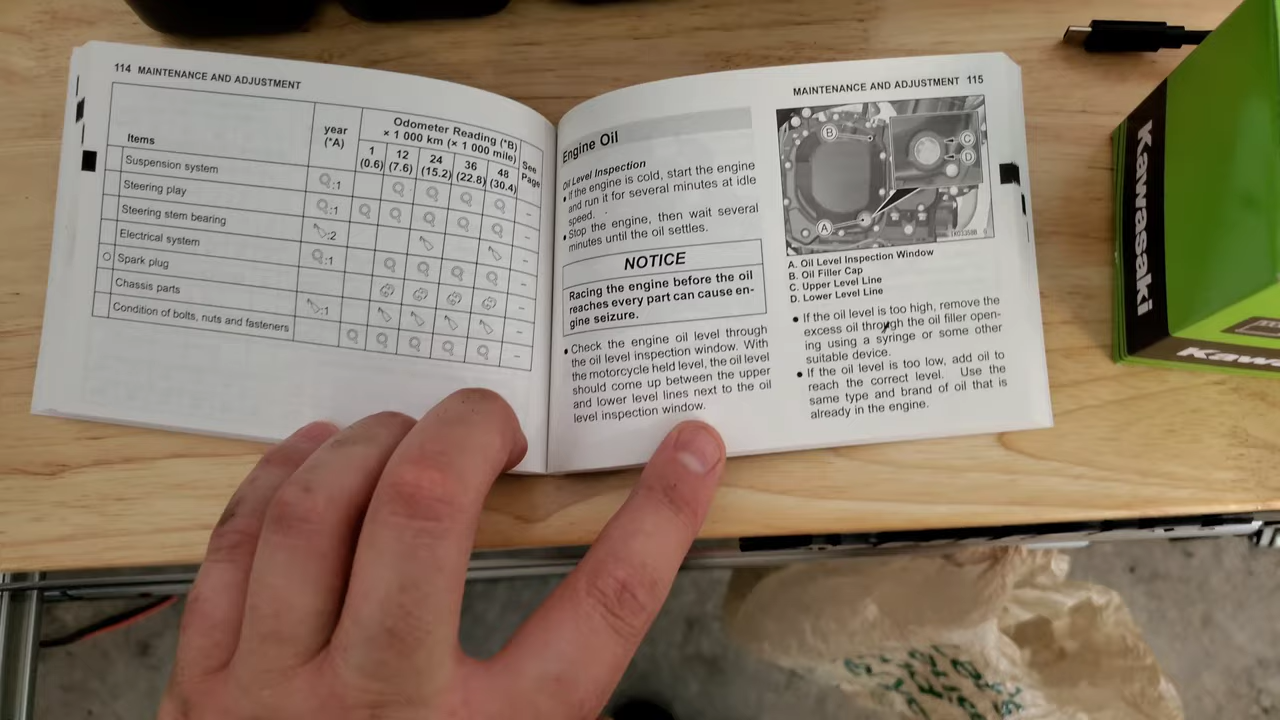 114 MAINTENANCE AND ADJUSTMENT
Items
year
(*A)
Odometer Reading (*B)
× 1 000 km (× 1 000 mile)
See
Page
1
(0.6)
12
(7.6)
24
(15.2)
36
(22.8)
48
(30.4)
Suspension system
:1
–
Steering play
:1
–
Steering stem bearing
:2
–
Electrical system
:1
–
Spark plug
–
Chassis parts
:1
–
Condition of bolts, nuts and fasteners
–
MAINTENANCE AND ADJUSTMENT 115
Engine Oil
Oil Level Inspection
• If the engine is cold, start the engine
and run it for several minutes at idle
speed.
• Stop the engine, then wait several
minutes until the oil settles.
NOTICE
Racing the engine before the oil
reaches every part can cause en-
gine seizure.
• Check the engine oil level through
the oil level inspection window. With
the motorcycle held level, the oil level
should come up between the upper
and lower level lines next to the oil
level inspection window.
B
C
D
A
A. Oil Level Inspection Window
B. Oil Filler Cap
C. Upper Level Line
D. Lower Level Line
• If the oil level is too high, remove the
excess oil through the oil filler open-
ing using a syringe or some other
suitable device.
• If the oil level is too low, add oil to
reach the correct level. Use the
same type and brand of oil that is
already in the engine.
Kawasaki